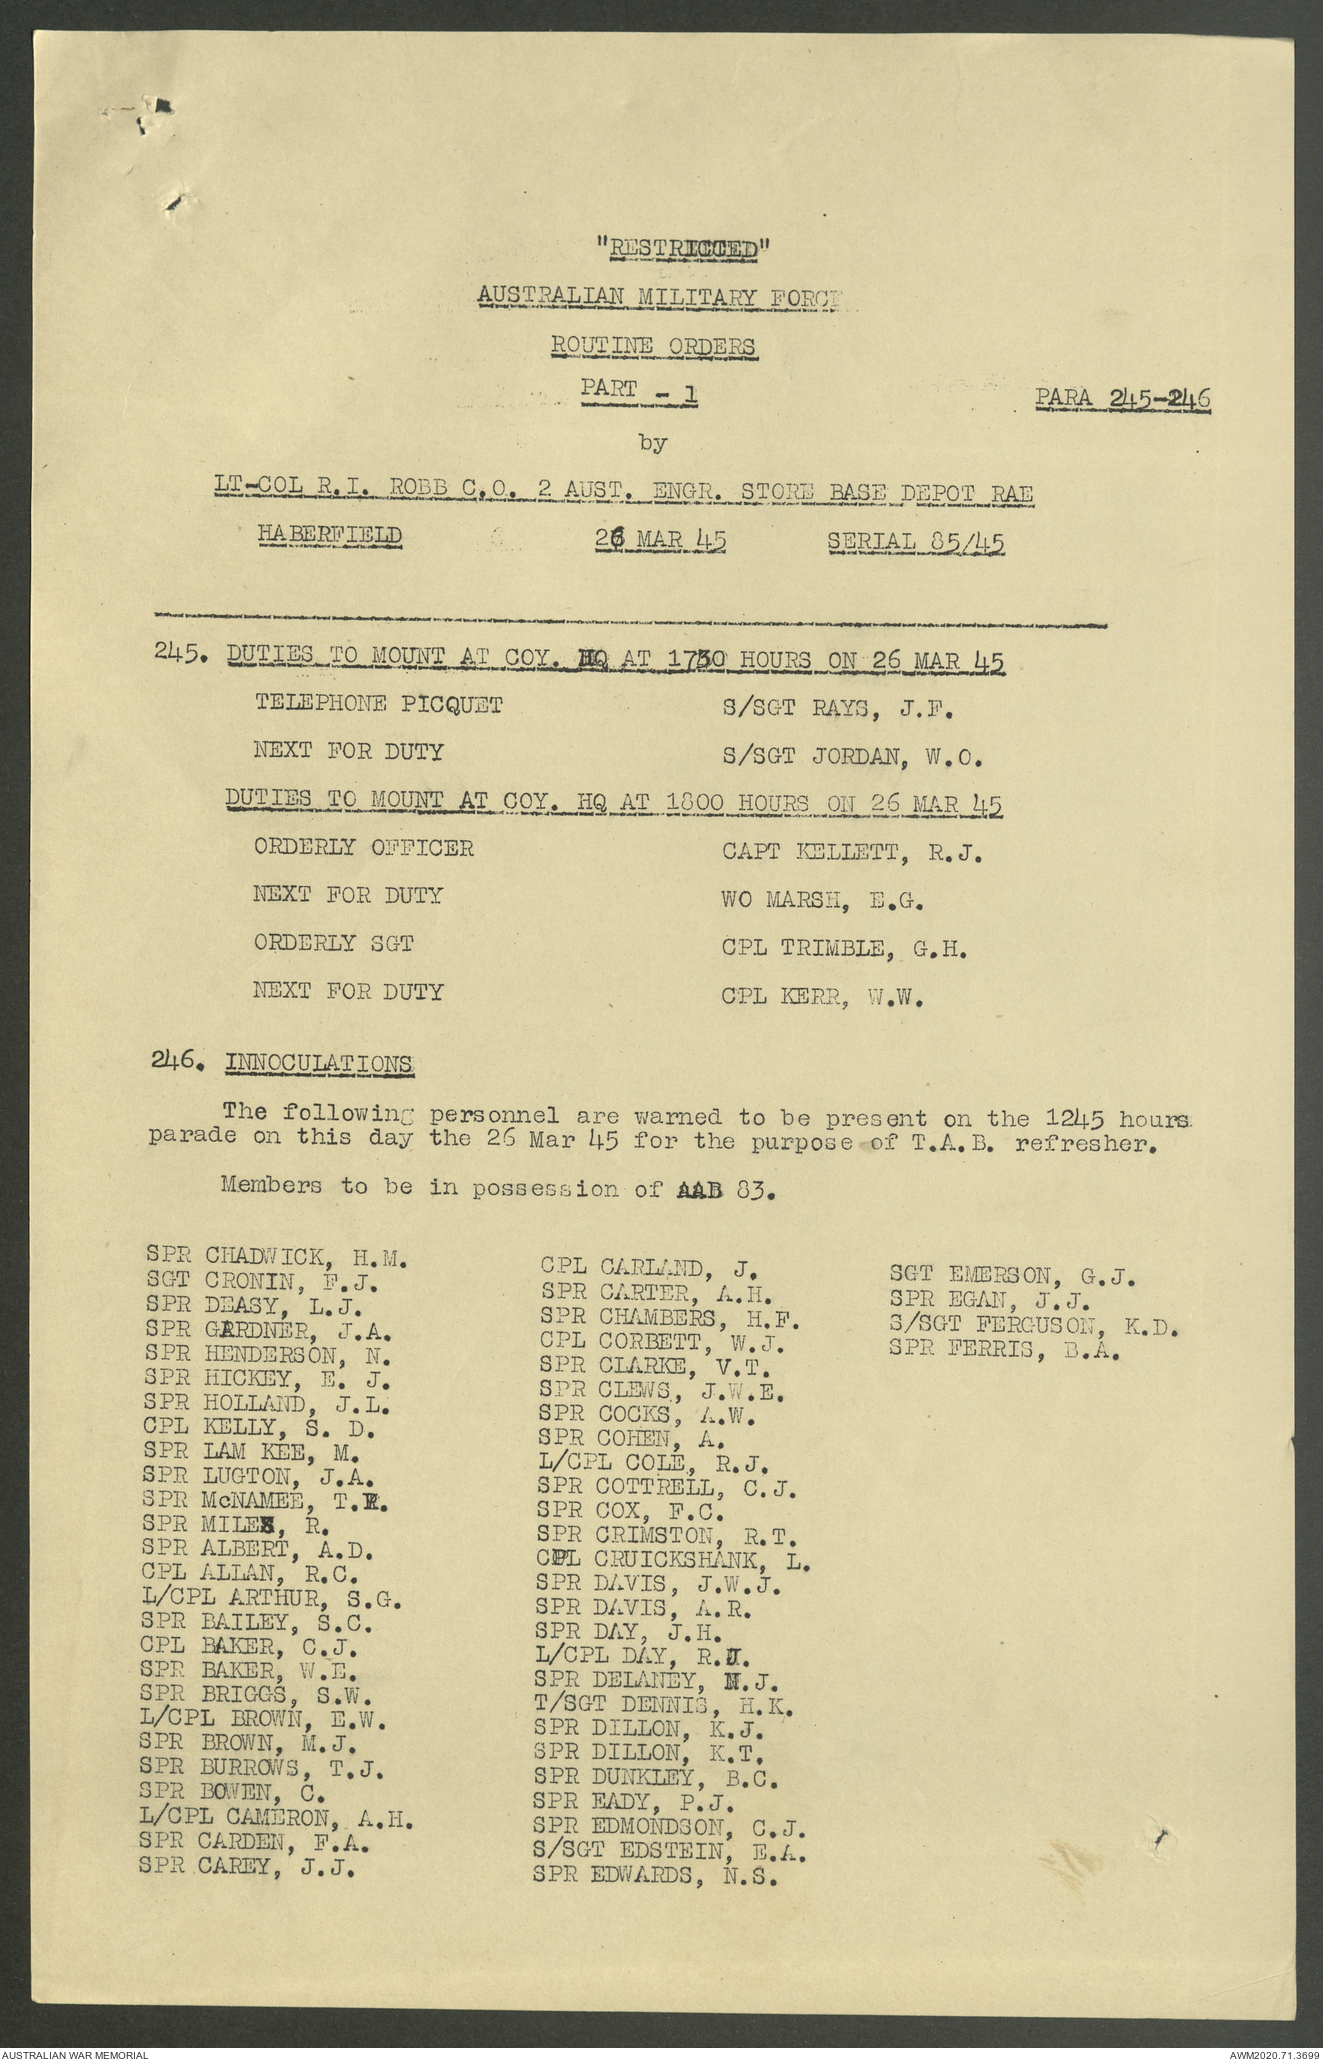 "RESTRICTED"
AUSTRALIAN MILITARY FORCE
ROUTINE ORDERS
PART - 1
PARA 245-246
by
LT-COL R.I. ROBB C.O. 2 AUST. ENGR. STORE BASE DEPOT RAE
HABERFIELD 26 MAR 45 SERIAL 85/45
245. DUTIES TO MOUNT AT COY. HQ AT 1730 HOURS ON 26 MAR 45
TELEPHONE PICQUET S/SGT RAYS, J.F.
NEXT FOR DUTY S/SGT JORDAN, W.O.
DUTIES TO MOUNT AT COY. HQ AT 1800 HOURS ON 26 MAR 45
ORDERLY OFFICER CAPT KELLETT, R.J.
NEXT FOR DUTY WO MARSH, E.G.
ORDERLY SGT CPL TRIMBLE, G.H.
NEXT FOR DUTY CPL KERR, W.W.
246. INNOCULATIONS
The following personnel are warned to be present on the 1245 hours
parade on this day the 26 Mar 45 for the purpose of T.A.B. refresher.
Members to be in possession of AAB 83.
SPR CHADWICK, H.M.
SGT CRONIN, F.J.
SPR DEASY, L.J.
SPR GARDNER, J.A.
SPR HENDERSON, N.
SPR HICKEY, E. J.
SPR HOLLAND, J.L.
CPL KELLY, S. D.
SPR LAM KEE, M.
SPR LUGTON, J.A.
SPR McNAMEE, T.
SPR MILES, R.
SPR ALBERT, A.D.
CPL ALLAN, R.C.
L/CPL ARTHUR, S.G.
SPR BAILEY, S.C.
CPL BAKER, C.J.
SPR BAKER, W.E.
SPR BRIGGS, S.W.
L/CPL BROWN, E.W.
SPR BROWN, M.J.
SPR BURROWS, T.J.
SPR BOWEN, C.
L/CPL CAMERON, A.H.
SPR CARDEN, F.A.
SPR CAREY, J.J.
CPL CARLAND, J.
SPR CARTER, A.H.
SPR CHAMBERS, H.F.
CPL CORBETT, W.J.
SPR CLARKE, V.T.
SPR CLEWS, J.W.E.
SPR COCKS, A.W.
SPR COHEN, A.
L/CPL COLE, R.J.
SPR COTTRELL, C.J.
SPR COX, F.C.
SPR CRIMSTON, R.T.
CPL CRUICKSHANK, L.
SPR DAVIS, J.W.J.
SPR DAVIS, A.R.
SPR DAY, J.H.
L/CPL DAY, R.J.
SPR DELANEY, N.J.
T/SGT DENNIS, H.K.
SPR DILLON, K.J.
SPR DILLON, K.T.
SPR DUNKLEY, B.C.
SPR EADY, P.J.
SPR EDMONDSON, C.J.
S/SGT EDSTEIN, E.A.
SPR EDWARDS, N.S.
SGT EMERSON, G.J.
SPR EGAN, J.J.
S/SGT FERGUSON, K.D.
SPR FERRIS, B.A.
AUSTRALIAN WAR MEMORIAL
AWM2020.71.3699